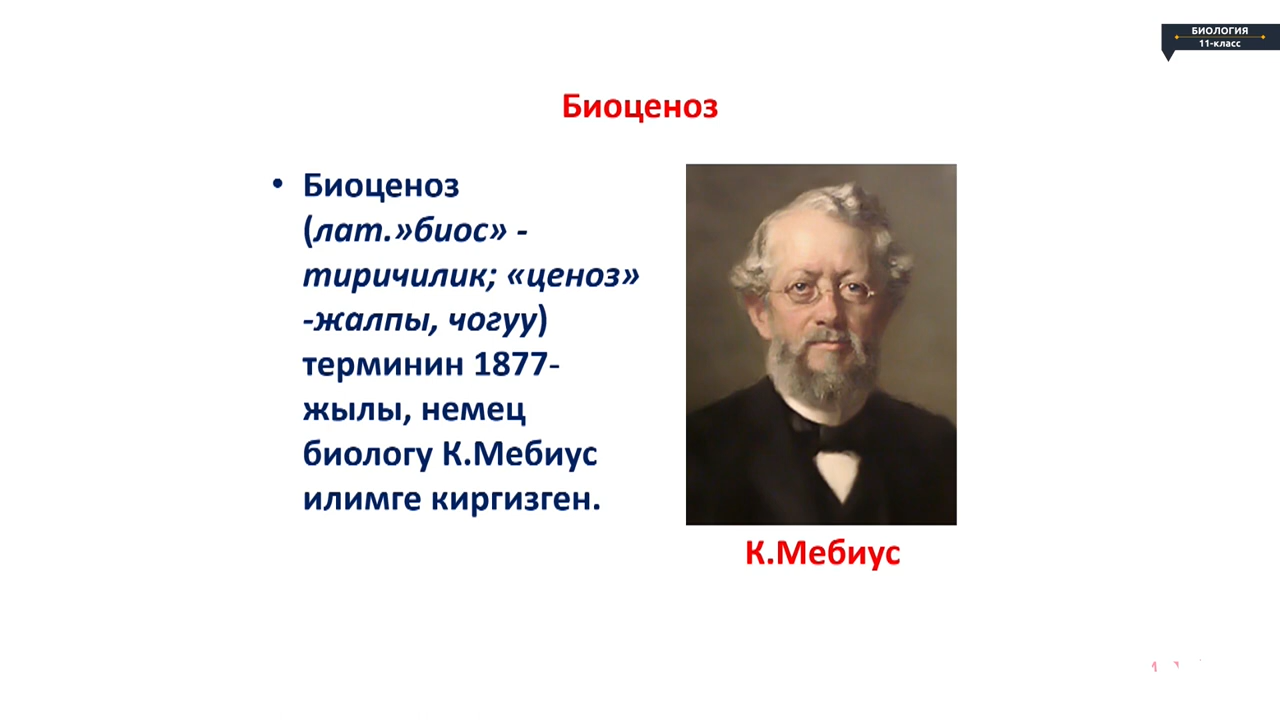 БИОЛОГИЯ
11-класс
Биоценоз
• Биоценоз
(лат.»биос» -
тиричилик; «ценоз»
-жалпы, чогуу)
терминин 1877-
жылы, немец
биологу К.Мебиус
илимге киргизген.
К.Мебиус